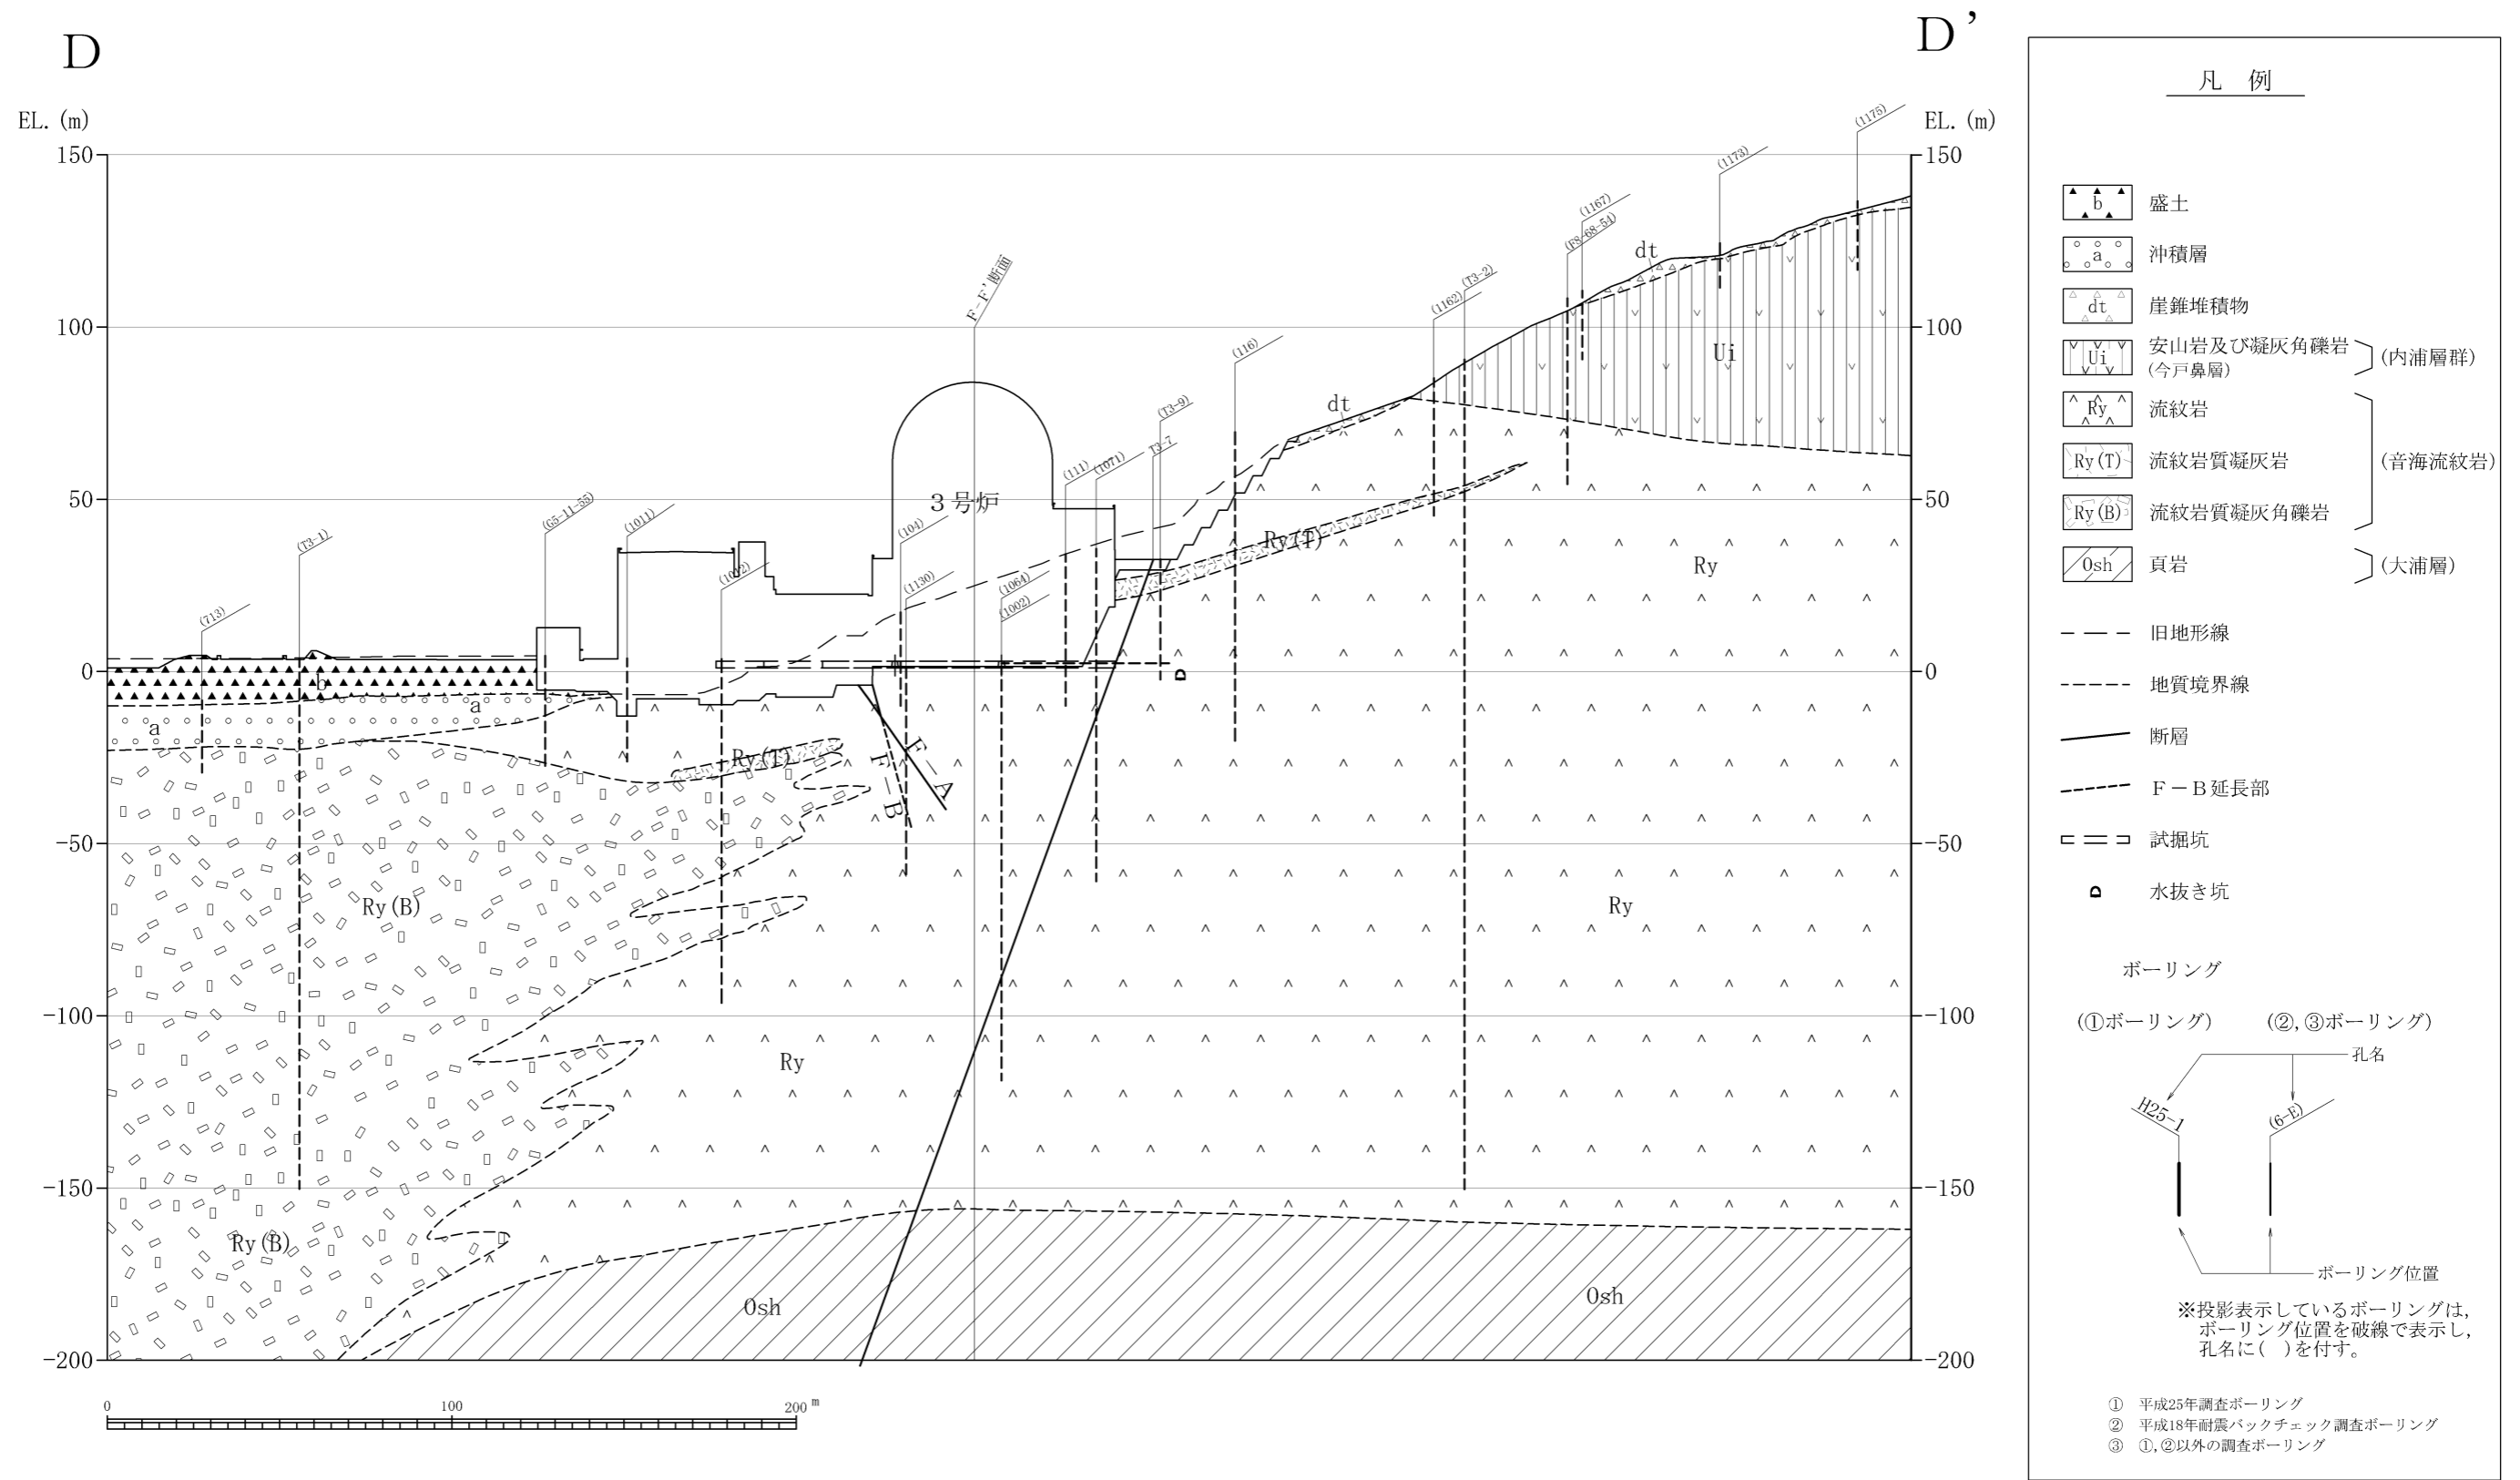 D
D’
EL.(m)
EL.(m)
150
100
50
0
-50
-100
-150
-200
150
100
50
0
-50
-100
-150
-200
(713)
(T3-1)
(G5-11-55)
(1011)
(1012)
(104)
(1130)
F-F’断面
(1064)
(1002)
(111)
(1071)
T3-7
(T3-9)
(116)
(1162)
(T3-2)
(F8-68-54)
(1167)
(1173)
(1175)
3号炉
dt
dt
Ui
b
a
a
Ry(T)
Ry(T)
F-A
F-B
Ry
Ry
Ry
Ry(B)
Ry(B)
Osh
Osh
0 100 200 m
凡 例
b 盛土
a 沖積層
dt 崖錐堆積物
Ui 安山岩及び凝灰角礫岩 (内浦層群)
(今戸鼻層)
Ry 流紋岩
Ry(T) 流紋岩質凝灰岩 (音海流紋岩)
Ry(B) 流紋岩質凝灰角礫岩
Osh 頁岩 (大浦層)
旧地形線
地質境界線
断層
F-B延長部
試掘坑
水抜き坑
ボーリング
(①ボーリング) (②,③ボーリング)
孔名
H25-1 (6-E)
ボーリング位置
※投影表示しているボーリングは,
ボーリング位置を破線で表示し,
孔名に( )を付す。
① 平成25年調査ボーリング
② 平成18年耐震バックチェック調査ボーリング
③ ①,②以外の調査ボーリング